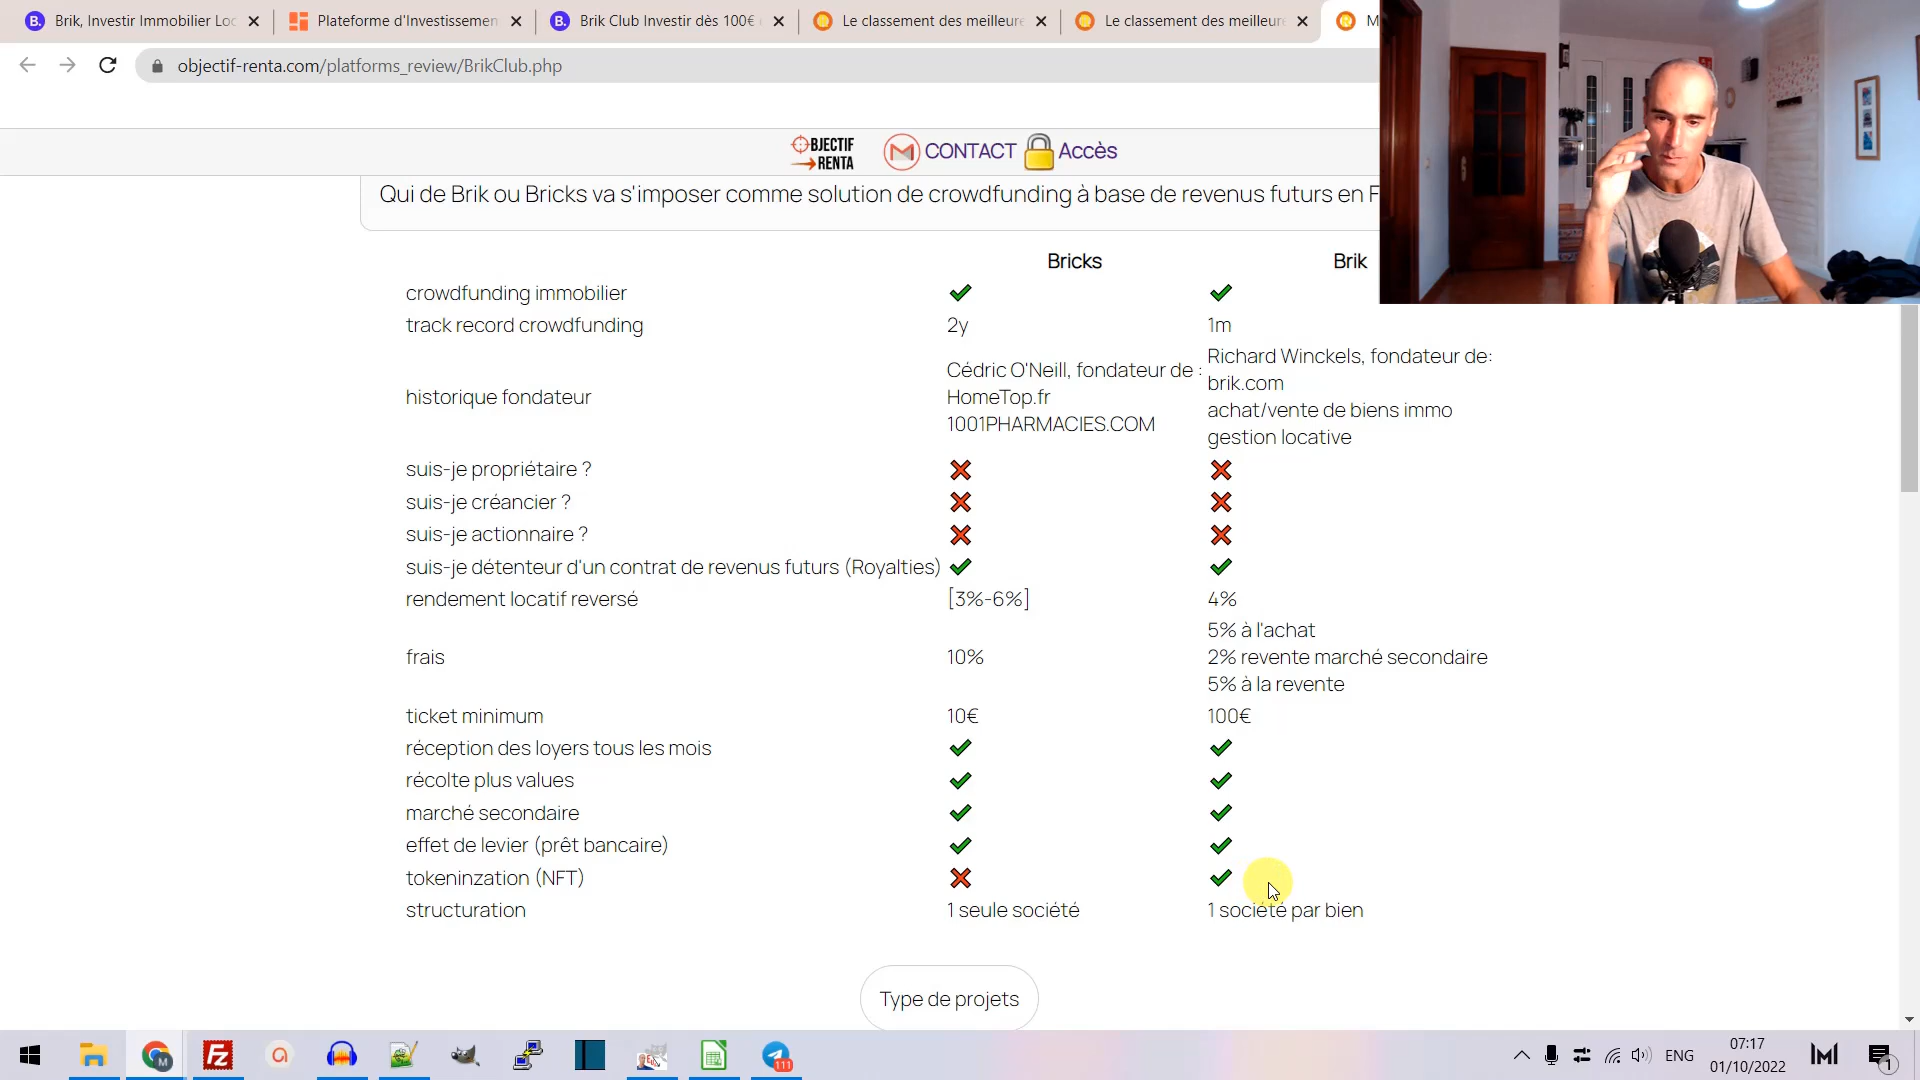 Brik, Investir Immobilier Loc
Plateforme d'Investissemen
Brik Club Investir dès 100€
Le classement des meilleure
Le classement des meilleure
M
objectif-renta.com/platforms_review/BrikClub.php
OBJECTIF
RENTA
CONTACT
Accès
Qui de Brik ou Bricks va s'imposer comme solution de crowdfunding à base de revenus futurs en F
Bricks Brik
crowdfunding immobilier
track record crowdfunding 2y 1m
historique fondateur
Cédric O'Neill, fondateur de :
HomeTop.fr
1001PHARMACIES.COM
Richard Winckels, fondateur de:
brik.com
achat/vente de biens immo
gestion locative
suis-je propriétaire ?
suis-je créancier ?
suis-je actionnaire ?
suis-je détenteur d'un contrat de revenus futurs (Royalties)
rendement locatif reversé [3%-6%] 4%
frais 10%
5% à l'achat
2% revente marché secondaire
5% à la revente
ticket minimum 10€ 100€
réception des loyers tous les mois
récolte plus values
marché secondaire
effet de levier (prêt bancaire)
tokeninzation (NFT)
structuration 1 seule société 1 société par bien
Type de projets
111
ENG
07:17
01/10/2022
1